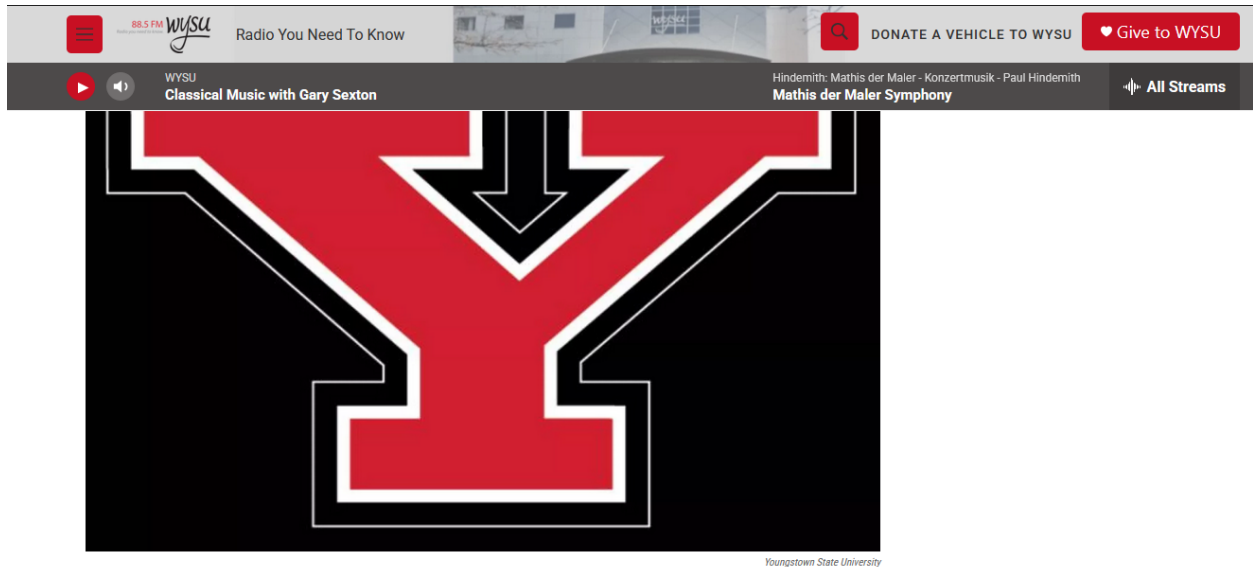 88.5 FM WYSU
Radio You Need To Know
DONATE A VEHICLE TO WYSU
Give to WYSU
WYSU
Classical Music with Gary Sexton
Hindemith: Mathis der Maler - Konzertmusik - Paul Hindemith
Mathis der Maler Symphony
All Streams
Y
Youngstown State University